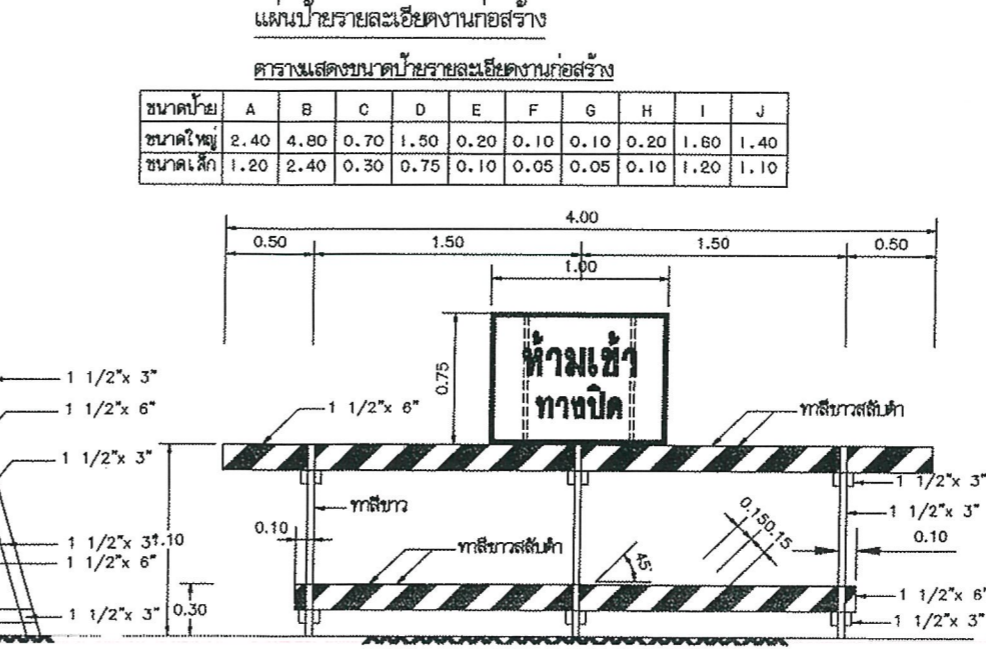 แผ่นป้ายรายละเอียดงานก่อสร้าง
ตารางแสดงขนาดป้ายรายละเอียดงานก่อสร้าง
ขนาดป้าย A B C D E F G H I J
ขนาดใหญ่ 2.40 4.80 0.70 1.50 0.20 0.10 0.10 0.20 1.60 1.40
ขนาดเล็ก 1.20 2.40 0.30 0.75 0.10 0.05 0.05 0.10 1.20 1.10
4.00
0.50 1.50 1.50 0.50
1.00
0.75
ห้ามเข้า
ทางปิด
1 1/2"x 3"
1 1/2"x 6"
1 1/2"x 6"
ทาสีขาวสลับดำ
1 1/2"x 3"
1 1/2"x 3"
ทาสีขาว
1 1/2"x 3"
0.10
0.15 0.15
0.10
1 1/2"x 3"
1.10
ทาสีขาวสลับดำ
45°
1 1/2"x 6"
1 1/2"x 6"
0.30
1 1/2"x 3"
1 1/2"x 3"